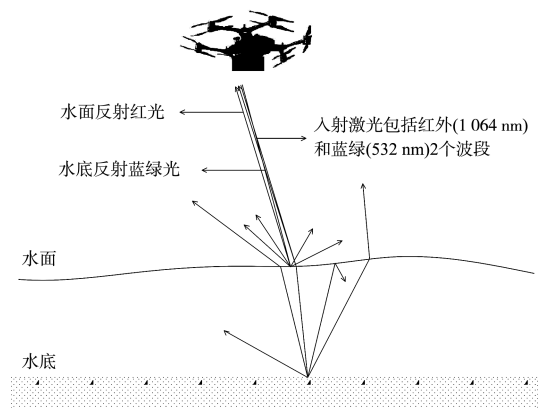 水面反射红光
入射激光包括红外(1 064 nm)
和蓝绿(532 nm)2个波段
水底反射蓝绿光
水面
水底